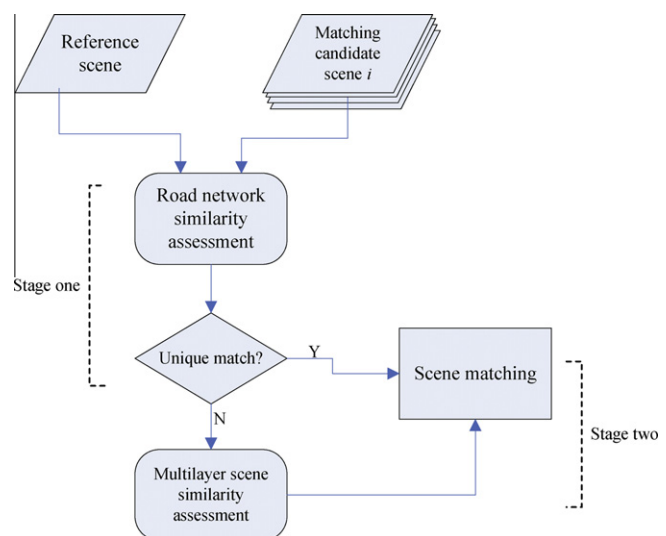 Reference
scene
Matching
candidate
scene i
Road network
similarity
assessment
Stage one
Unique match?
Y
Scene matching
N
Stage two
Multilayer scene
similarity
assessment